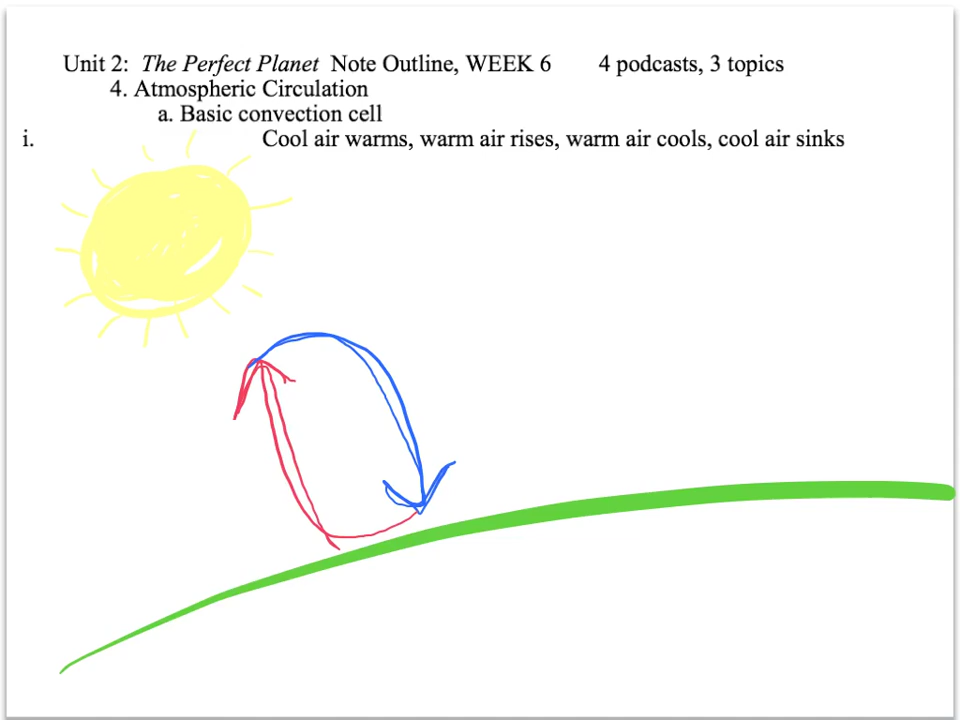 Unit 2: The Perfect Planet Note Outline, WEEK 6 4 podcasts, 3 topics
4. Atmospheric Circulation
a. Basic convection cell
i. Cool air warms, warm air rises, warm air cools, cool air sinks